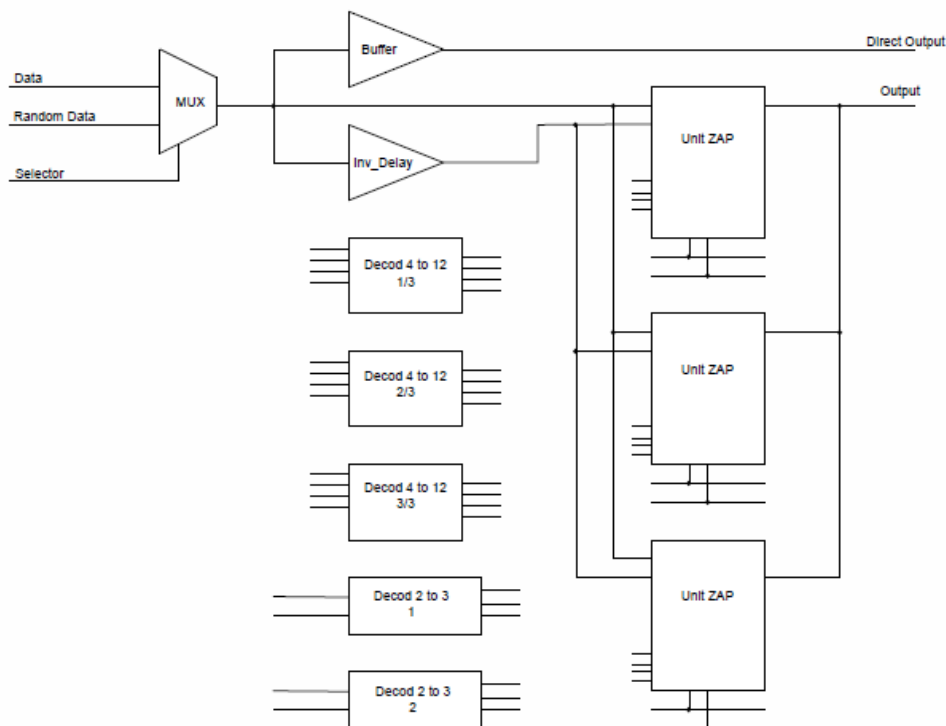 Buffer
Direct Output
Data
MUX
Output
Random Data
Unit ZAP
Inv_Delay
Selector
Decod 4 to 12
1/3
Decod 4 to 12
2/3
Unit ZAP
Decod 4 to 12
3/3
Decod 2 to 3
1
Unit ZAP
Decod 2 to 3
2